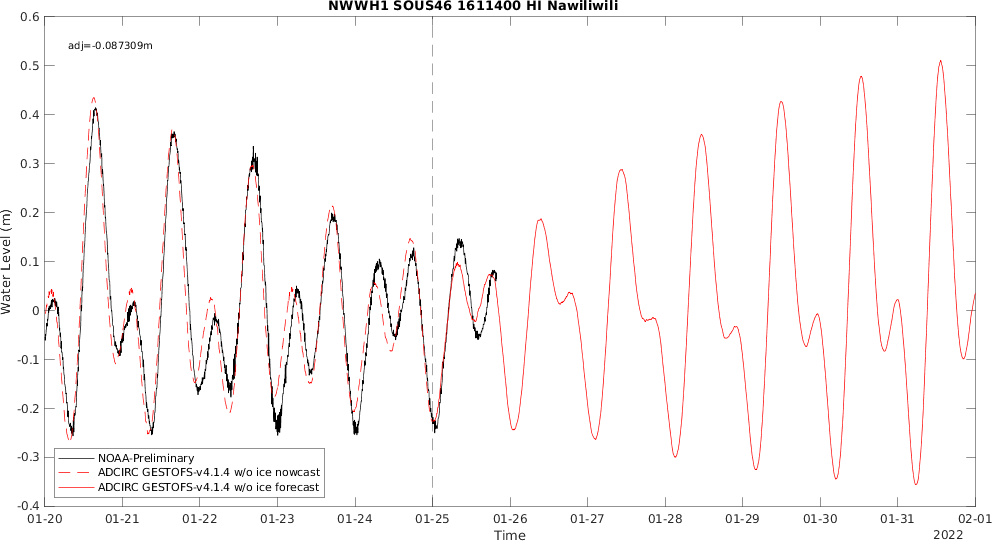 NWWH1 SOUS46 1611400 HI Nawiliwili
adj=-0.087309m
Water Level (m)
0.6
0.5
0.4
0.3
0.2
0.1
0
-0.1
-0.2
-0.3
-0.4
NOAA-Preliminary
ADCIRC GESTOFS-v4.1.4 w/o ice nowcast
ADCIRC GESTOFS-v4.1.4 w/o ice forecast
01-20 01-21 01-22 01-23 01-24 01-25 01-26 01-27 01-28 01-29 01-30 01-31 02-01
Time
2022